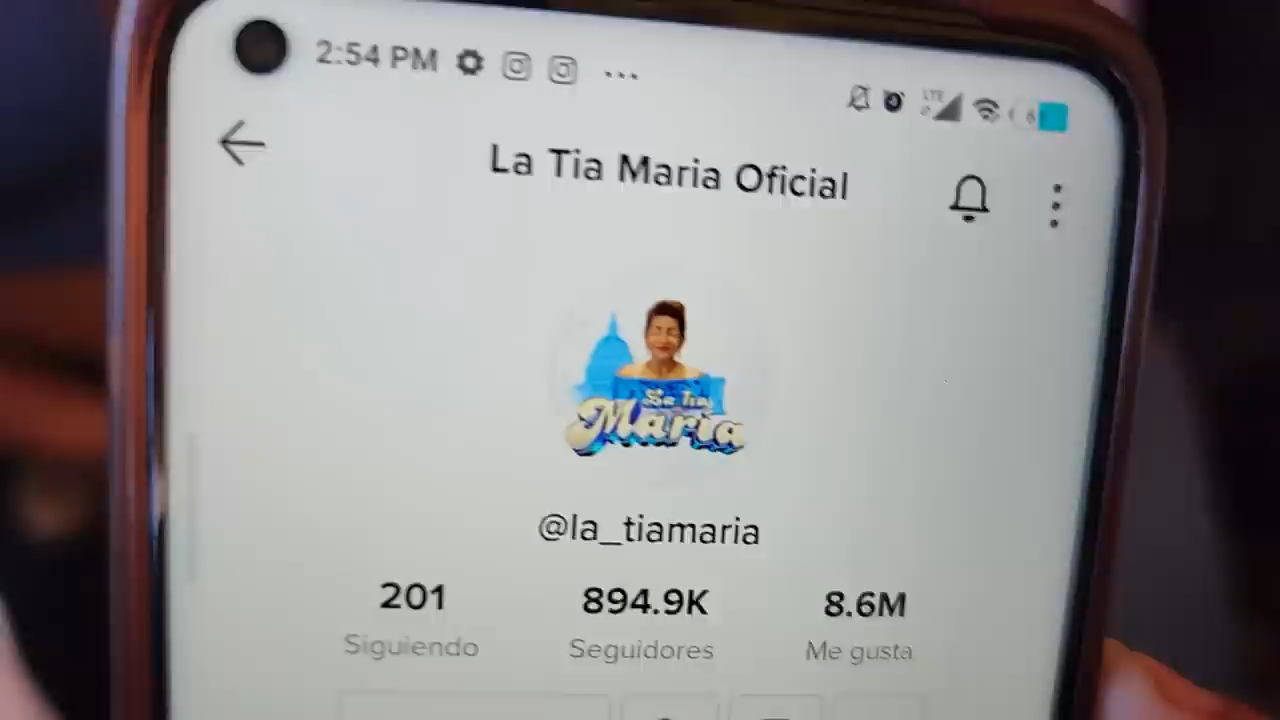 2:54 PM
LTE
La Tia Maria Oficial
La Tia
Maria
@la_tiamaria
201 894.9K 8.6M
Siguiendo Seguidores Me gusta